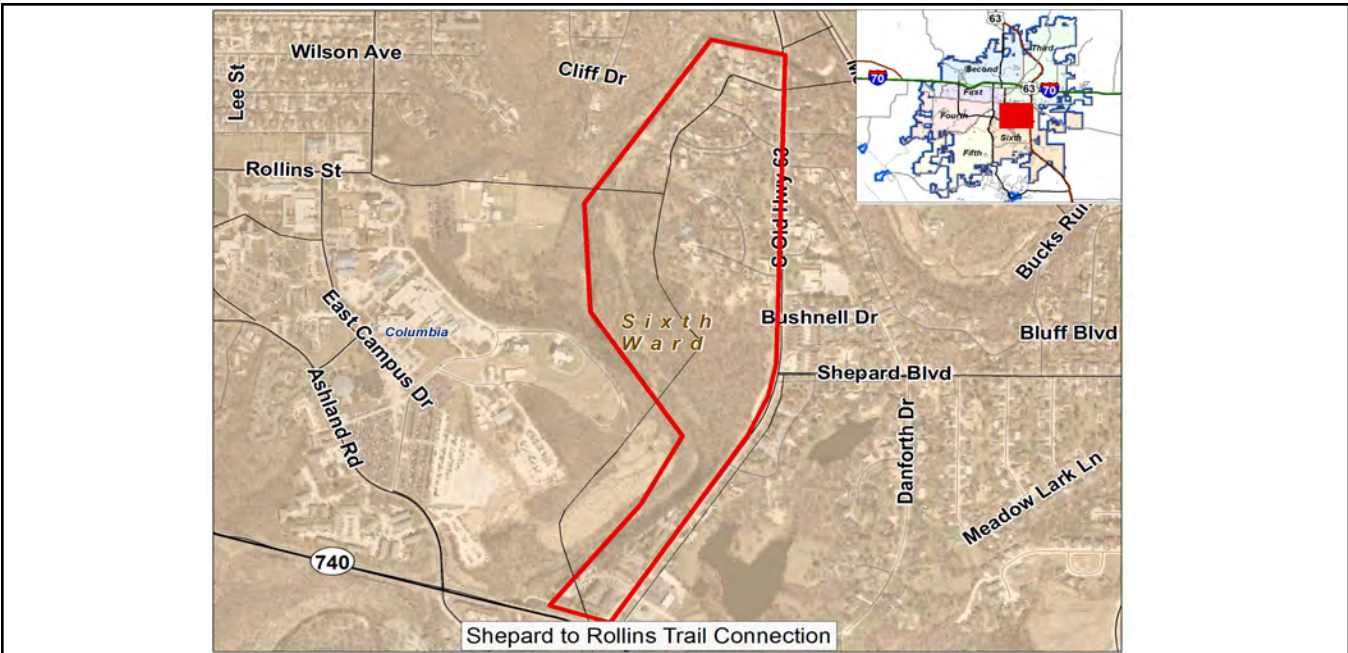 Wilson Ave
Cliff Dr
Lee St
Rollins St
S Old Hwy 63
East Campus Dr
Columbia
Ashland Rd
Sixth
Ward
Bushnell Dr
Shepard Blvd
Bluff Blvd
Danforth Dr
Meadow Lark Ln
740
Shepard to Rollins Trail Connection
63
Third
Second
70
63
70
First
Fourth
Sixth
Fifth